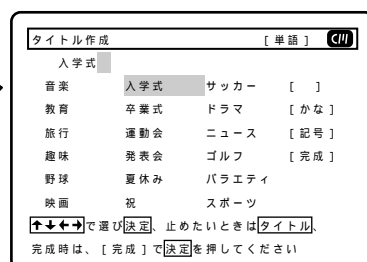 タイトル作成 [単語] CM
入学式
音楽 入学式 サッカー [ ]
教育 卒業式 ドラマ [かな]
旅行 運動会 ニュース [記号]
趣味 発表会 ゴルフ [完成]
野球 夏休み バラエティ
映画 祝 スポーツ
↑↓←→で選び決定、止めたいときはタイトル、
完成時は、[完成]で決定を押してください